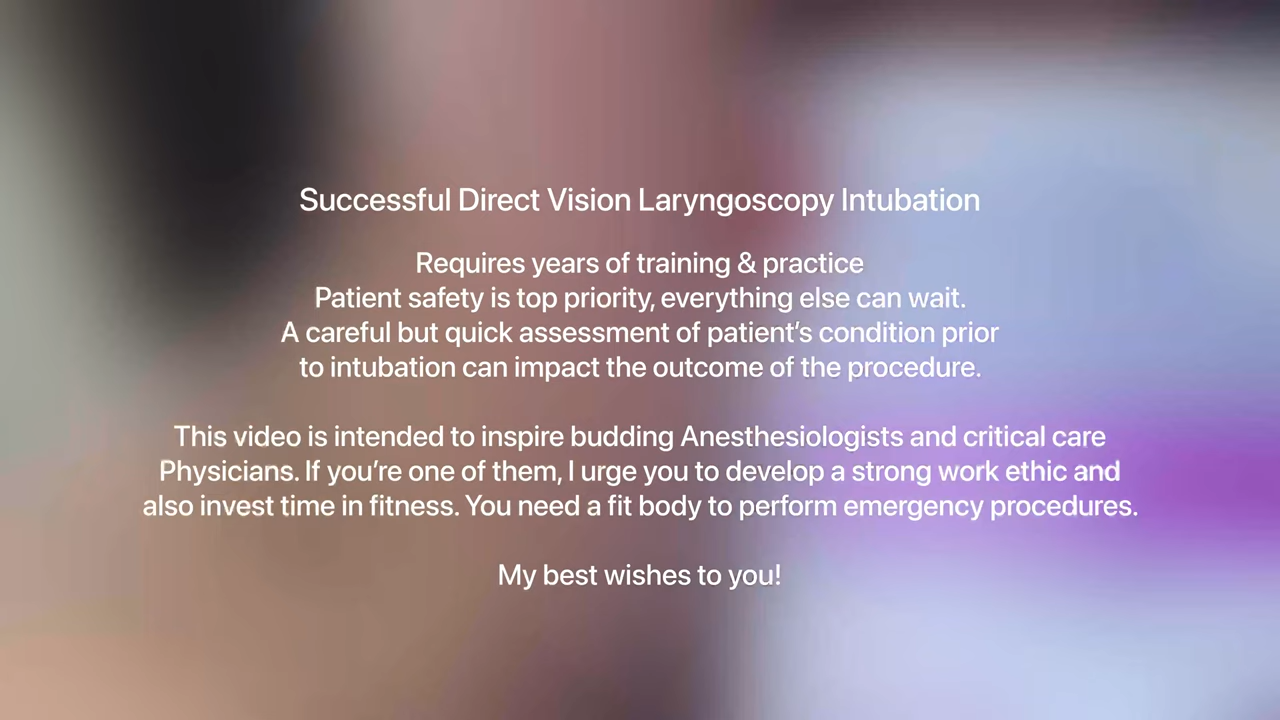 Successful Direct Vision Laryngoscopy Intubation
Requires years of training & practice
Patient safety is top priority, everything else can wait.
A careful but quick assessment of patient’s condition prior
to intubation can impact the outcome of the procedure.
This video is intended to inspire budding Anesthesiologists and critical care
Physicians. If you’re one of them, I urge you to develop a strong work ethic and
also invest time in fitness. You need a fit body to perform emergency procedures.
My best wishes to you!